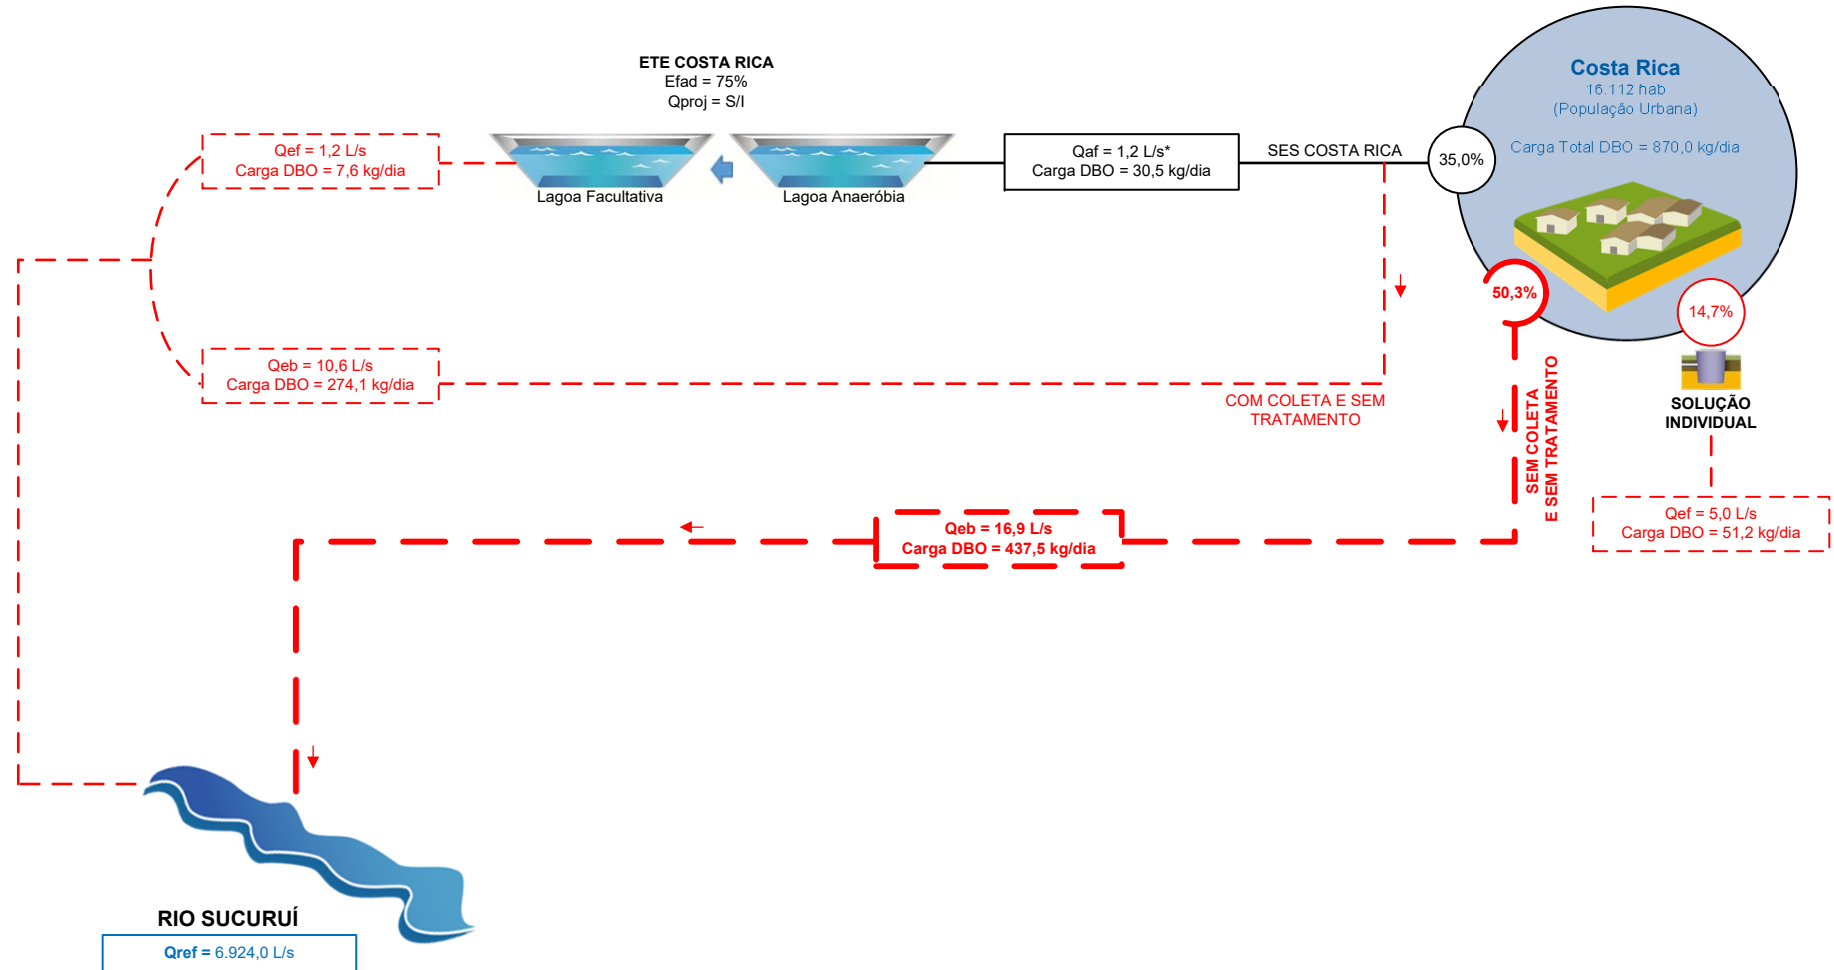 ETE COSTA RICA
Efad = 75%
Qproj = S/I
Costa Rica
16.112 hab
(População Urbana)
Carga Total DBO = 870,0 kg/dia
Qef = 1,2 L/s
Carga DBO = 7,6 kg/dia
Lagoa Facultativa
Lagoa Anaeróbia
Qaf = 1,2 L/s*
Carga DBO = 30,5 kg/dia
SES COSTA RICA
35,0%
50,3%
14,7%
Qeb = 10,6 L/s
Carga DBO = 274,1 kg/dia
COM COLETA E SEM
TRATAMENTO
SEM COLETA
E SEM TRATAMENTO
SOLUÇÃO
INDIVIDUAL
Qef = 5,0 L/s
Carga DBO = 51,2 kg/dia
Qeb = 16,9 L/s
Carga DBO = 437,5 kg/dia
RIO SUCURUÍ
Qref = 6.924,0 L/s